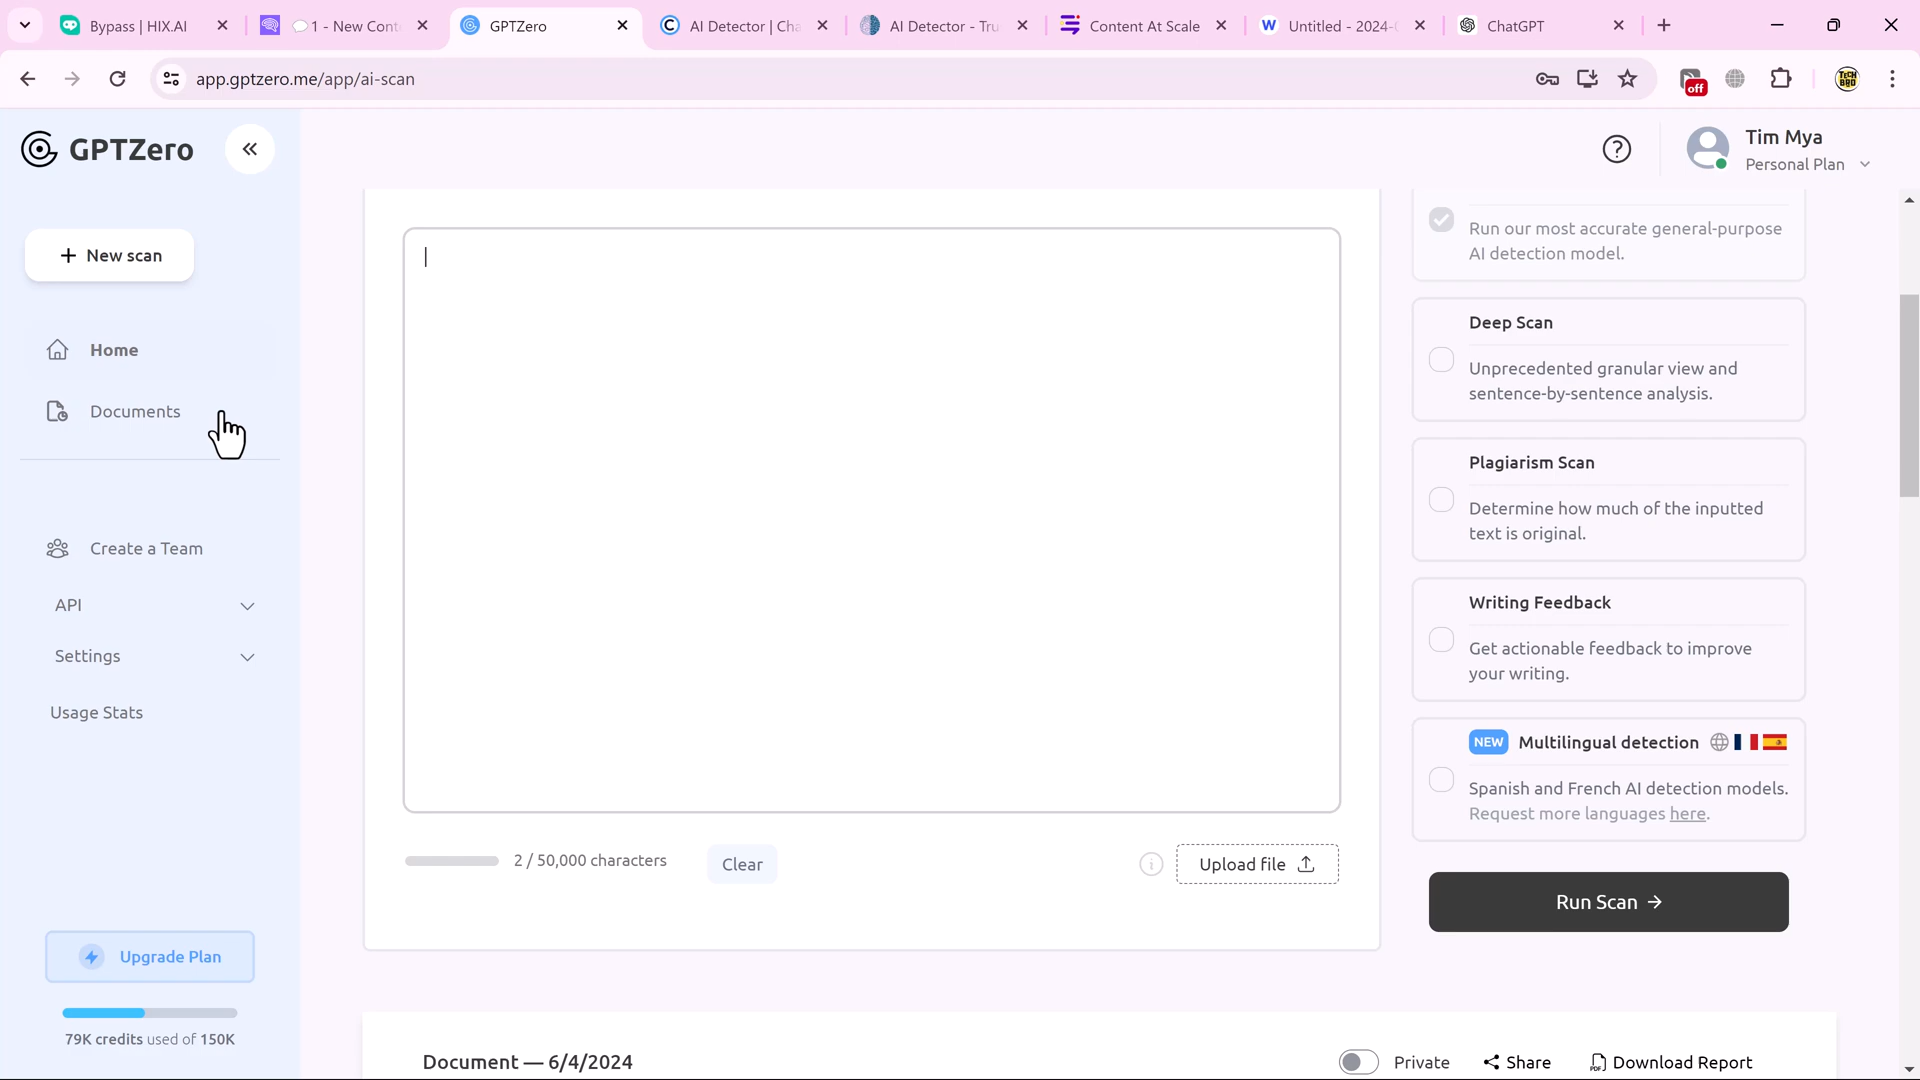 Bypass | HIX.AI
1 - New Cont
GPTZero
AI Detector | Cha
AI Detector - Tru
Content At Scale
Untitled - 2024-
ChatGPT
app.gptzero.me/app/ai-scan
off
TECH
BRO
GPTZero
Tim Mya
Personal Plan
New scan
Home
Documents
Create a Team
API
Settings
Usage Stats
Upgrade Plan
79K credits used of 150K
2 / 50,000 characters
Clear
Upload file
Run our most accurate general-purpose
AI detection model.
Deep Scan
Unprecedented granular view and
sentence-by-sentence analysis.
Plagiarism Scan
Determine how much of the inputted
text is original.
Writing Feedback
Get actionable feedback to improve
your writing.
NEW Multilingual detection
Spanish and French AI detection models.
Request more languages here.
Run Scan →
Document — 6/4/2024
Private
Share
Download Report